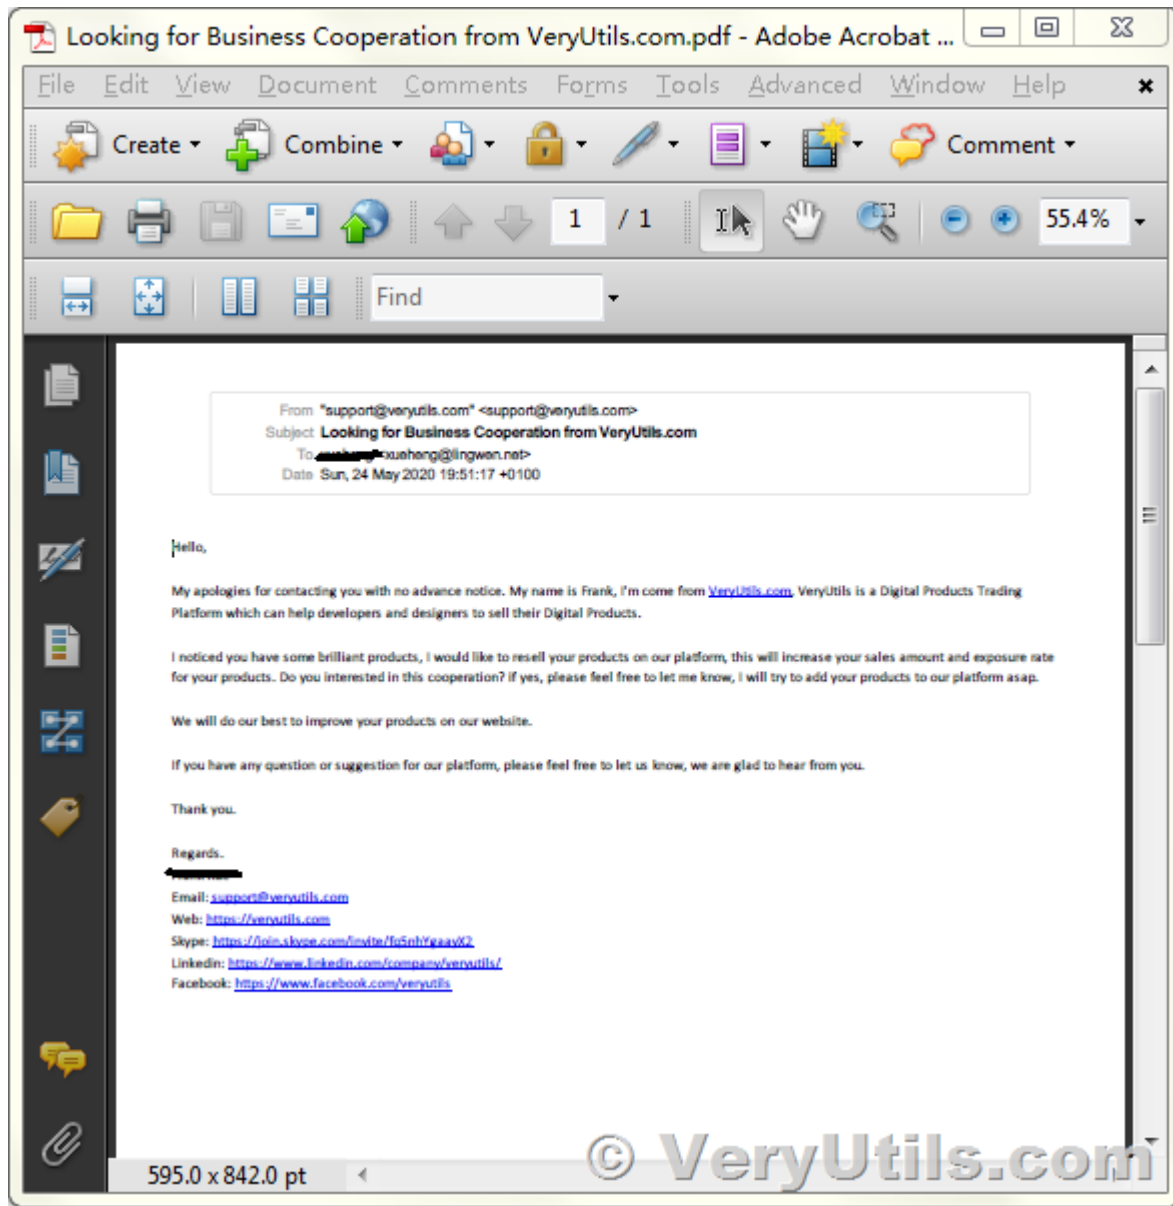 Looking for Business Cooperation from VeryUtils.com.pdf - Adobe Acrobat ...
File Edit View Document Comments Forms Tools Advanced Window Help
Create Combine Comment
1 / 1 55.4%
Find
From "support@veryutils.com" <support@veryutils.com>
Subject Looking for Business Cooperation from VeryUtils.com
To <xueheng@lingwen.net>
Date Sun, 24 May 2020 19:51:17 +0100
Hello,
My apologies for contacting you with no advance notice. My name is Frank, I'm come from VeryUtils.com, VeryUtils is a Digital Products Trading
Platform which can help developers and designers to sell their Digital Products.
I noticed you have some brilliant products, I would like to resell your products on our platform, this will increase your sales amount and exposure rate
for your products. Do you interested in this cooperation? if yes, please feel free to let me know, I will try to add your products to our platform asap.
We will do our best to improve your products on our website.
If you have any question or suggestion for our platform, please feel free to let us know, we are glad to hear from you.
Thank you.
Regards..
Email: support@veryutils.com
Web: https://veryutils.com
Skype:
Linkedin: https://www.linkedin.com/company/veryutils/
Facebook: https://www.facebook.com/veryutils
© VeryUtils.com
595.0 x 842.0 pt